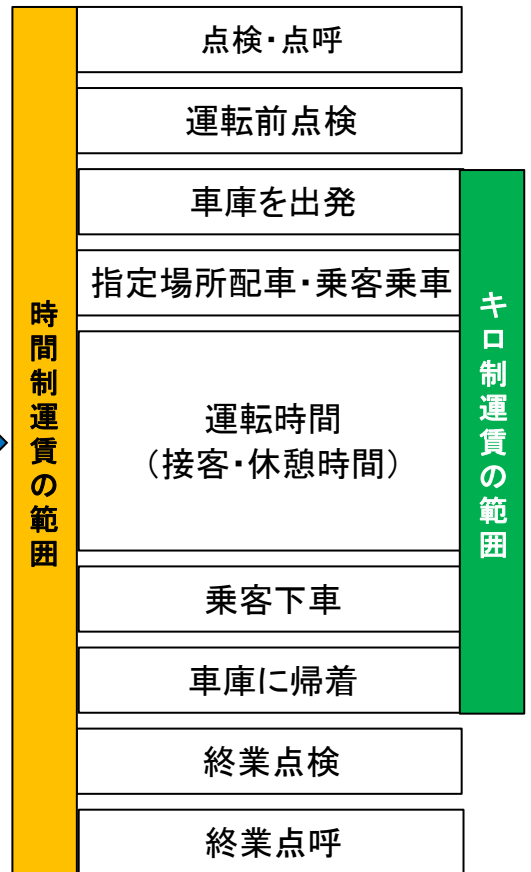 点検・点呼
運転前点検
車庫を出発
指定場所配車・乗客乗車
運転時間
（接客・休憩時間）
乗客下車
車庫に帰着
終業点検
終業点呼
時間制運賃の範囲
キロ制運賃の範囲